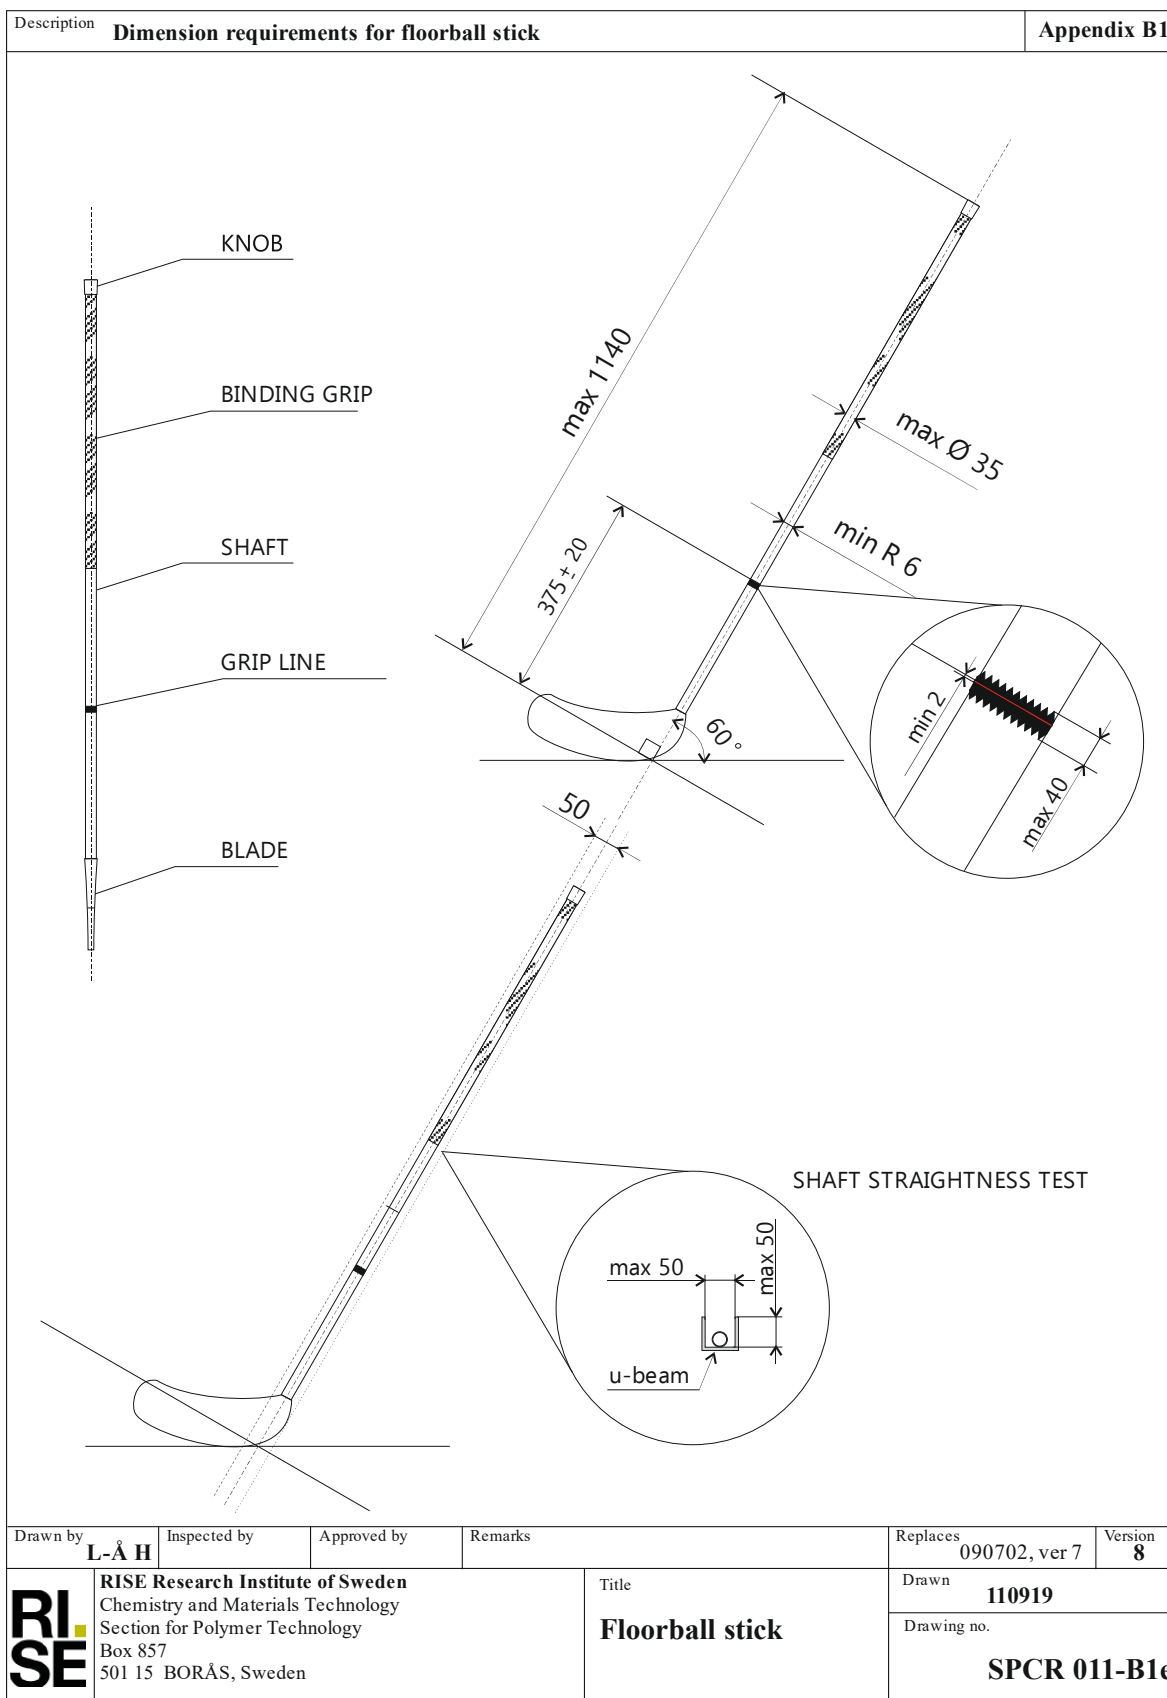 Description Dimension requirements for floorball stick Appendix B1
KNOB
BINDING GRIP
SHAFT
GRIP LINE
BLADE
max 1140
max Ø 35
375 ± 20
min R 6
60°
min 2
max 40
50
SHAFT STRAIGHTNESS TEST
max 50
max 50
u-beam
Drawn by L-Å H Inspected by Approved by Remarks Replaces 090702, ver 7 Version 8
RI.SE
RISE Research Institute of Sweden
Chemistry and Materials Technology
Section for Polymer Technology
Box 857
501 15 BORÅS, Sweden
Title
Floorball stick
Drawn 110919
Drawing no.
SPCR 011-B1e